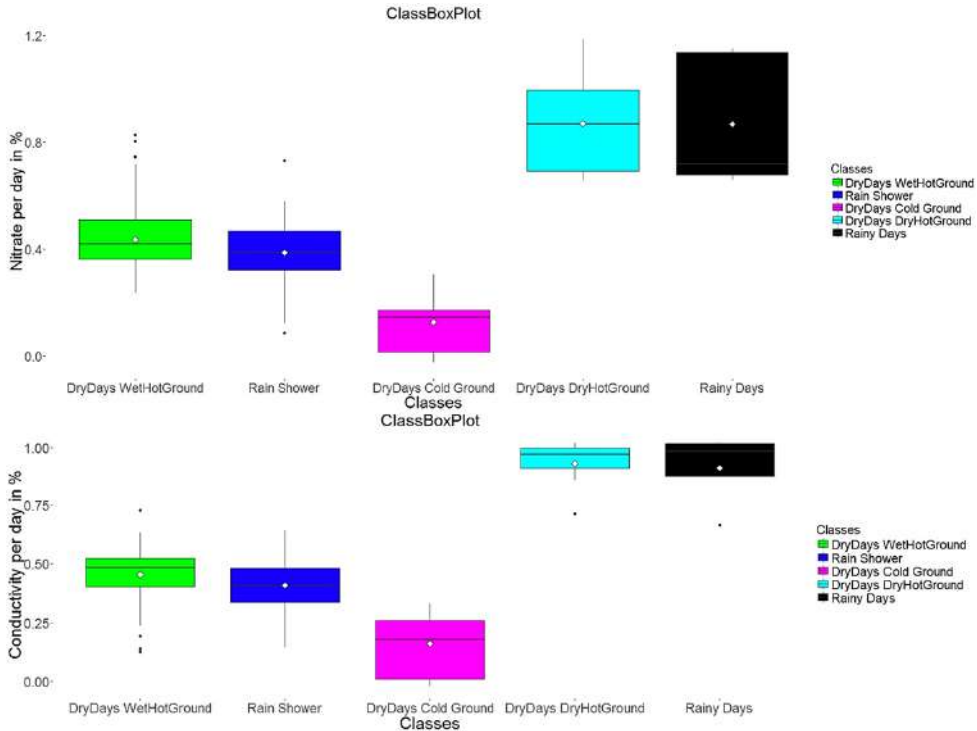 ClassBoxPlot
Nitrate per day in %
1.2
0.8
0.4
0.0
DryDays WetHotGround
Rain Shower
DryDays Cold Ground
DryDays DryHotGround
Rainy Days
Classes
Classes
DryDays WetHotGround
Rain Shower
DryDays Cold Ground
DryDays DryHotGround
Rainy Days
ClassBoxPlot
Conductivity per day in %
1.00
0.75
0.50
0.25
0.00
DryDays WetHotGround
Rain Shower
DryDays Cold Ground
DryDays DryHotGround
Rainy Days
Classes
Classes
DryDays WetHotGround
Rain Shower
DryDays Cold Ground
DryDays DryHotGround
Rainy Days